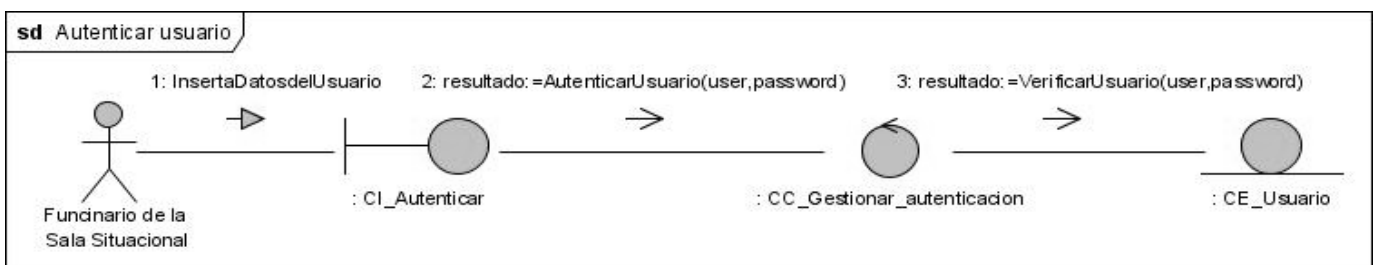 sd Autenticar usuario
1: InsertaDatosdelUsuario
2: resultado:=AutenticarUsuario(user,password)
3: resultado:=VerificarUsuario(user,password)
: CI_Autenticar
: CC_Gestionar_autenticacion
: CE_Usuario
Funcinario de la
Sala Situacional